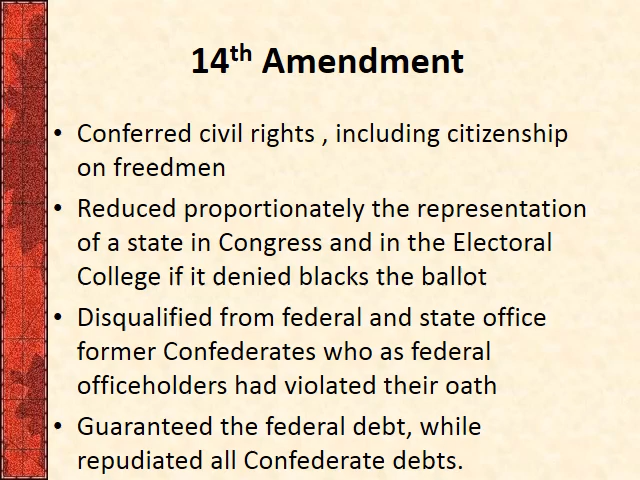 14th Amendment
• Conferred civil rights , including citizenship
on freedmen
• Reduced proportionately the representation
of a state in Congress and in the Electoral
College if it denied blacks the ballot
• Disqualified from federal and state office
former Confederates who as federal
officeholders had violated their oath
• Guaranteed the federal debt, while
repudiated all Confederate debts.